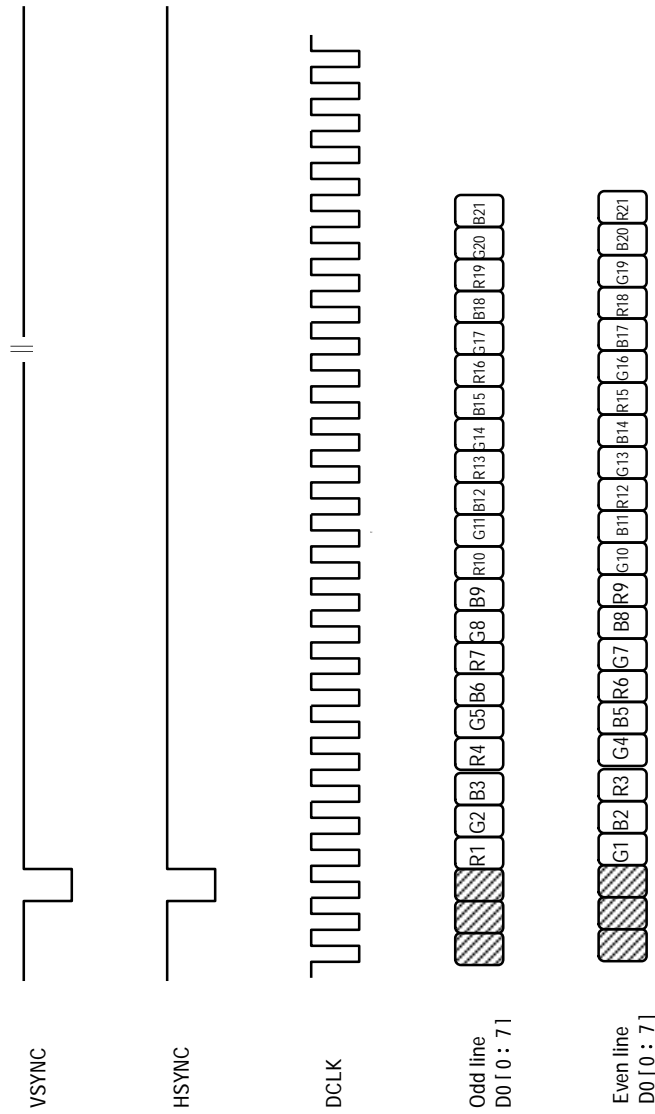 VSYNC
HSYNC
DCLK
Odd line
D0[0:7]
R1 G2 B3 R4 G5 B6 R7 G8 B9 R10 G11 B12 R13 G14 B15 R16 G17 B18 R19 G20 B21
Even line
D0[0:7]
G1 B2 R3 G4 B5 R6 G7 B8 R9 G10 B11 R12 G13 B14 R15 G16 B17 R18 G19 B20 R21